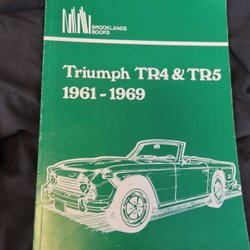 BROOKLANDS
BOOKS
Triumph TR4 & TR5
1961-1969